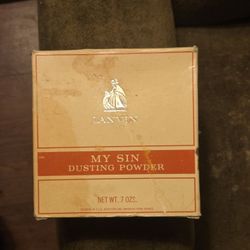 LANVIN
MY SIN
DUSTING POWDER
NET WT. 7 OZS.